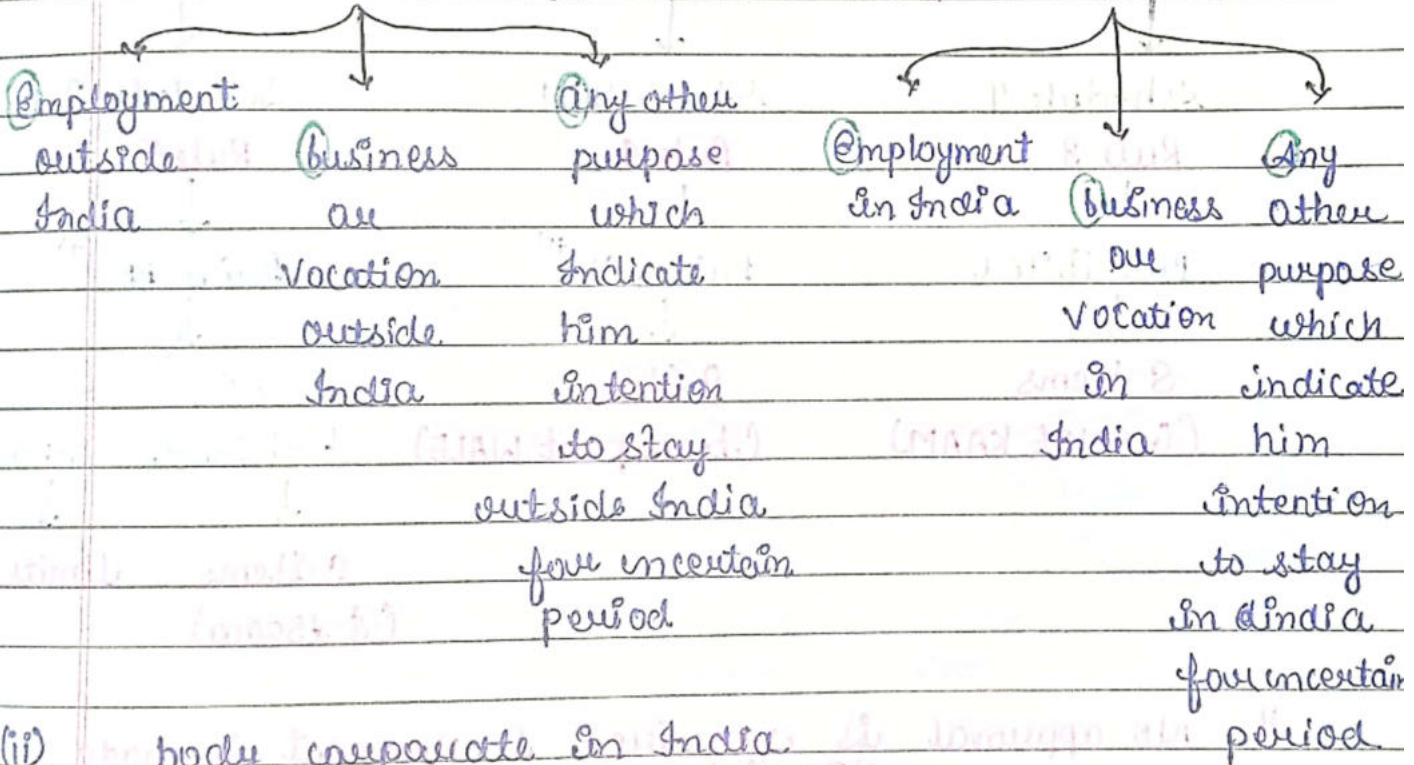 Employment
outside
India
business
or
Vocation
outside
India
any other
purpose
which
Indicate
him
intention
to stay
outside India
for uncertain
period
Employment
in India
business
or
Vocation
in
India
Any
other
purpose
which
indicate
him
intention
to stay
in india
for uncertain
period
(ii) body corporate in India